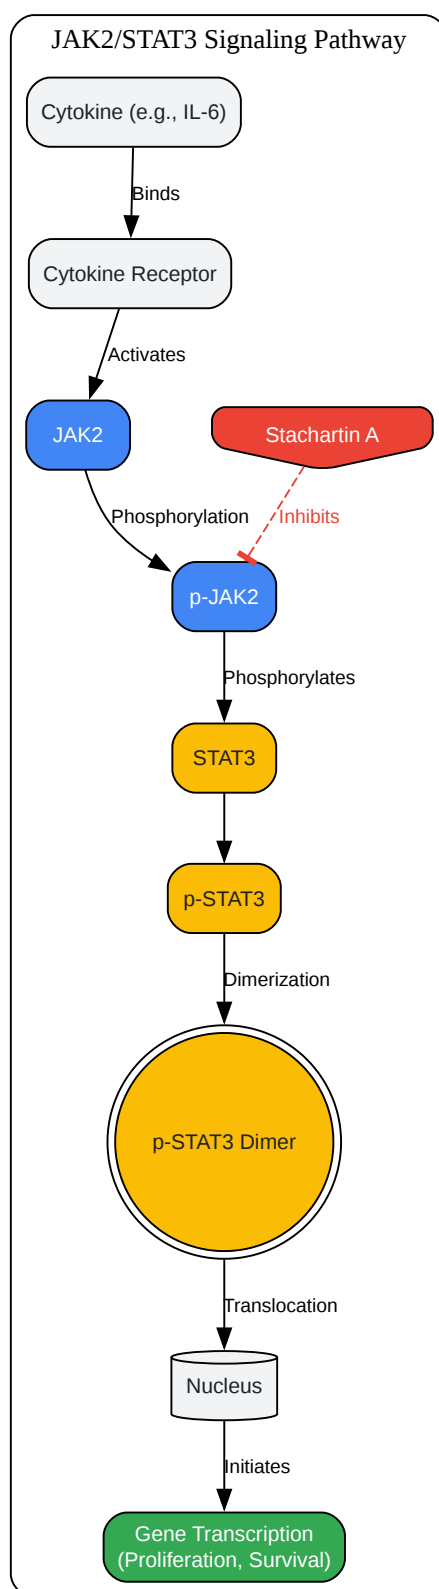 JAK2/STAT3 Signaling Pathway
Cytokine (e.g., IL-6)
Binds
Cytokine Receptor
Activates
JAK2
Stachartin A
Phosphorylation
Inhibits
p-JAK2
Phosphorylates
STAT3
p-STAT3
Dimerization
p-STAT3 Dimer
Translocation
Nucleus
Initiates
Gene Transcription
(Proliferation, Survival)